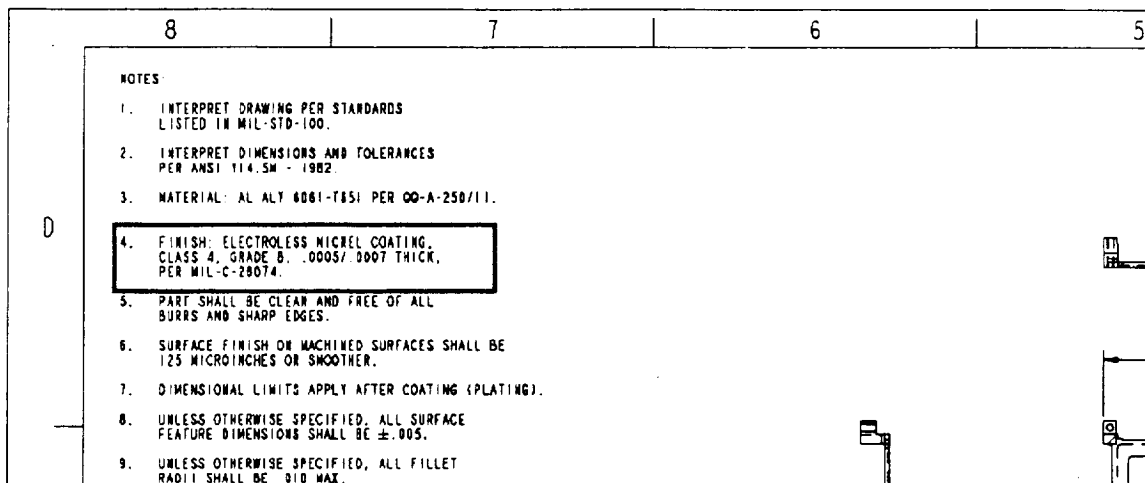 8 7 6 5
NOTES:
1. INTERPRET DRAWING PER STANDARDS
LISTED IN MIL-STD-100.
2. INTERPRET DIMENSIONS AND TOLERANCES
PER ANSI Y14.5M - 1982.
3. MATERIAL: AL ALY 6061-T651 PER QQ-A-250/11.
D
4. FINISH: ELECTROLESS NICKEL COATING,
CLASS 4, GRADE B, .0005/.0007 THICK,
PER MIL-C-26074.
5. PART SHALL BE CLEAN AND FREE OF ALL
BURRS AND SHARP EDGES.
6. SURFACE FINISH ON MACHINED SURFACES SHALL BE
125 MICROINCHES OR SMOOTHER.
7. DIMENSIONAL LIMITS APPLY AFTER COATING (PLATING).
8. UNLESS OTHERWISE SPECIFIED, ALL SURFACE
FEATURE DIMENSIONS SHALL BE ±.005.
9. UNLESS OTHERWISE SPECIFIED, ALL FILLET
RADII SHALL BE .010 MAX.